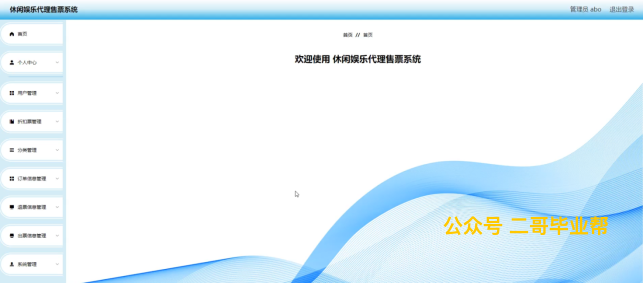 休闲娱乐代理售票系统
管理员 abo 退出登录
首页
个人中心
用户管理
折扣票管理
分类管理
订单信息管理
退票信息管理
出票信息管理
系统管理
首页 // 首页
欢迎使用 休闲娱乐代理售票系统
公众号 二哥毕业帮